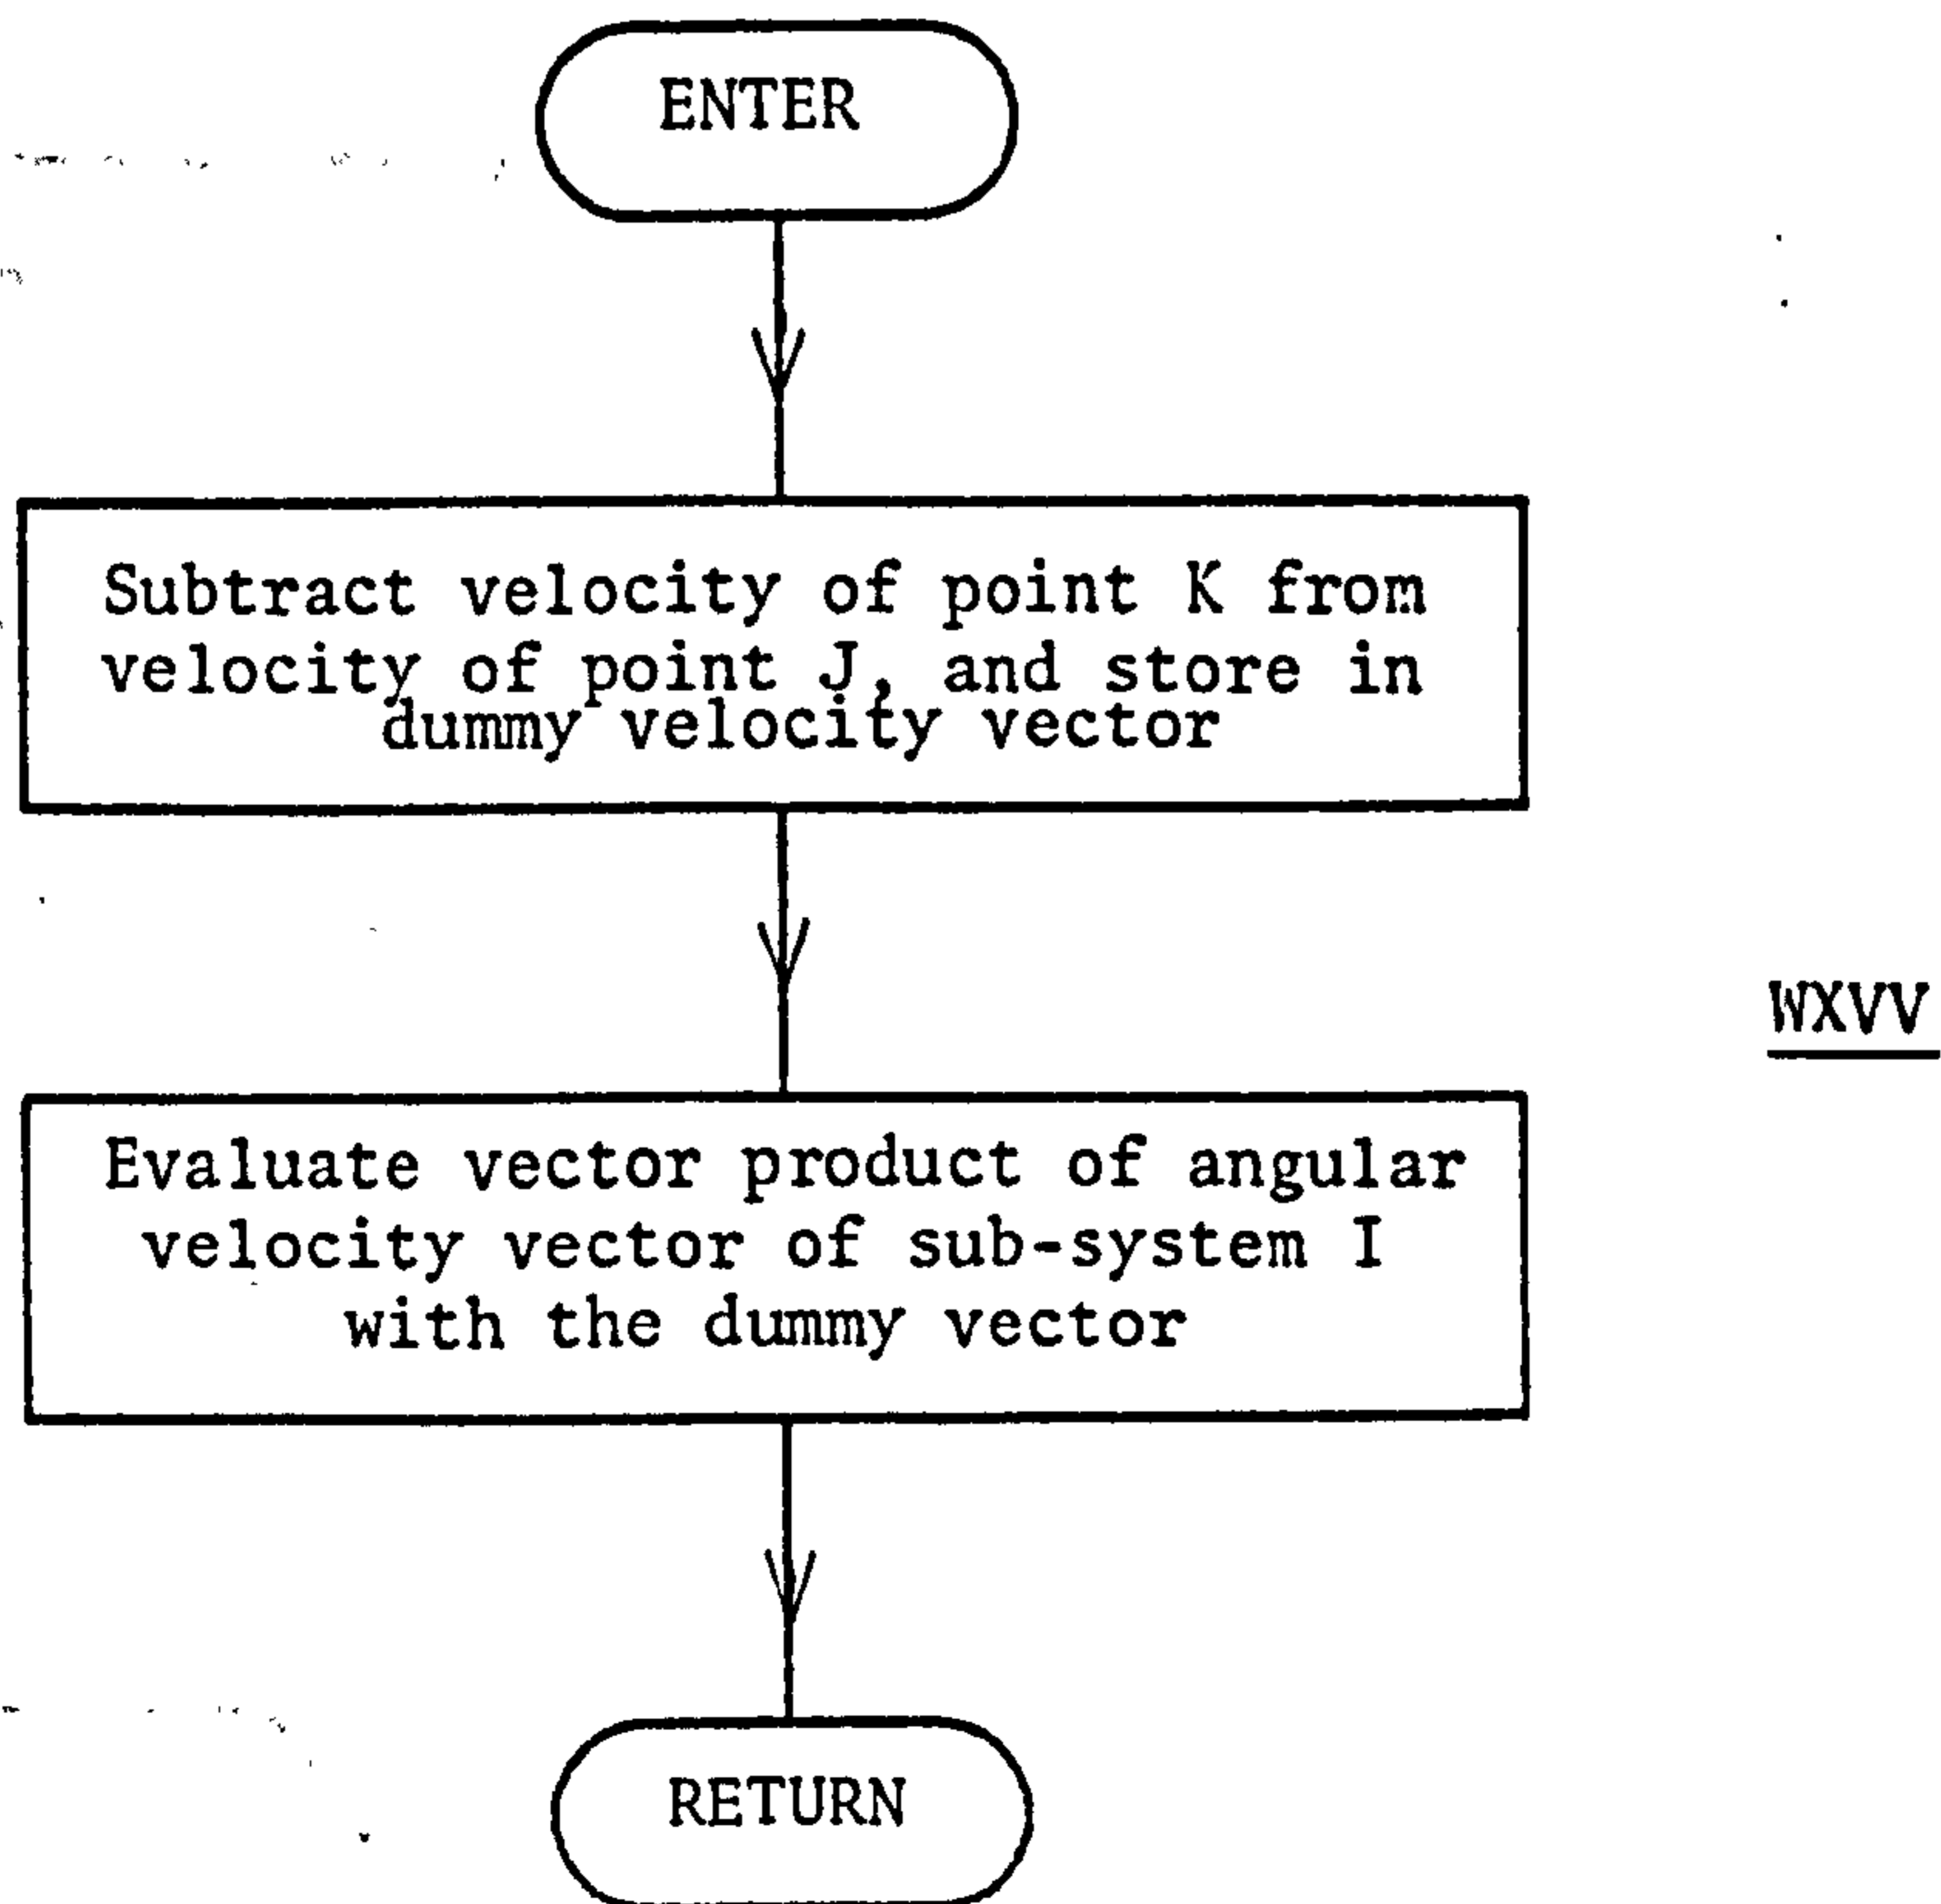 ENTER
Subtract velocity of point K from
velocity of point J, and store in
dummy velocity vector
WXVV
Evaluate vector product of angular
velocity vector of sub-system I
with the dummy vector
RETURN